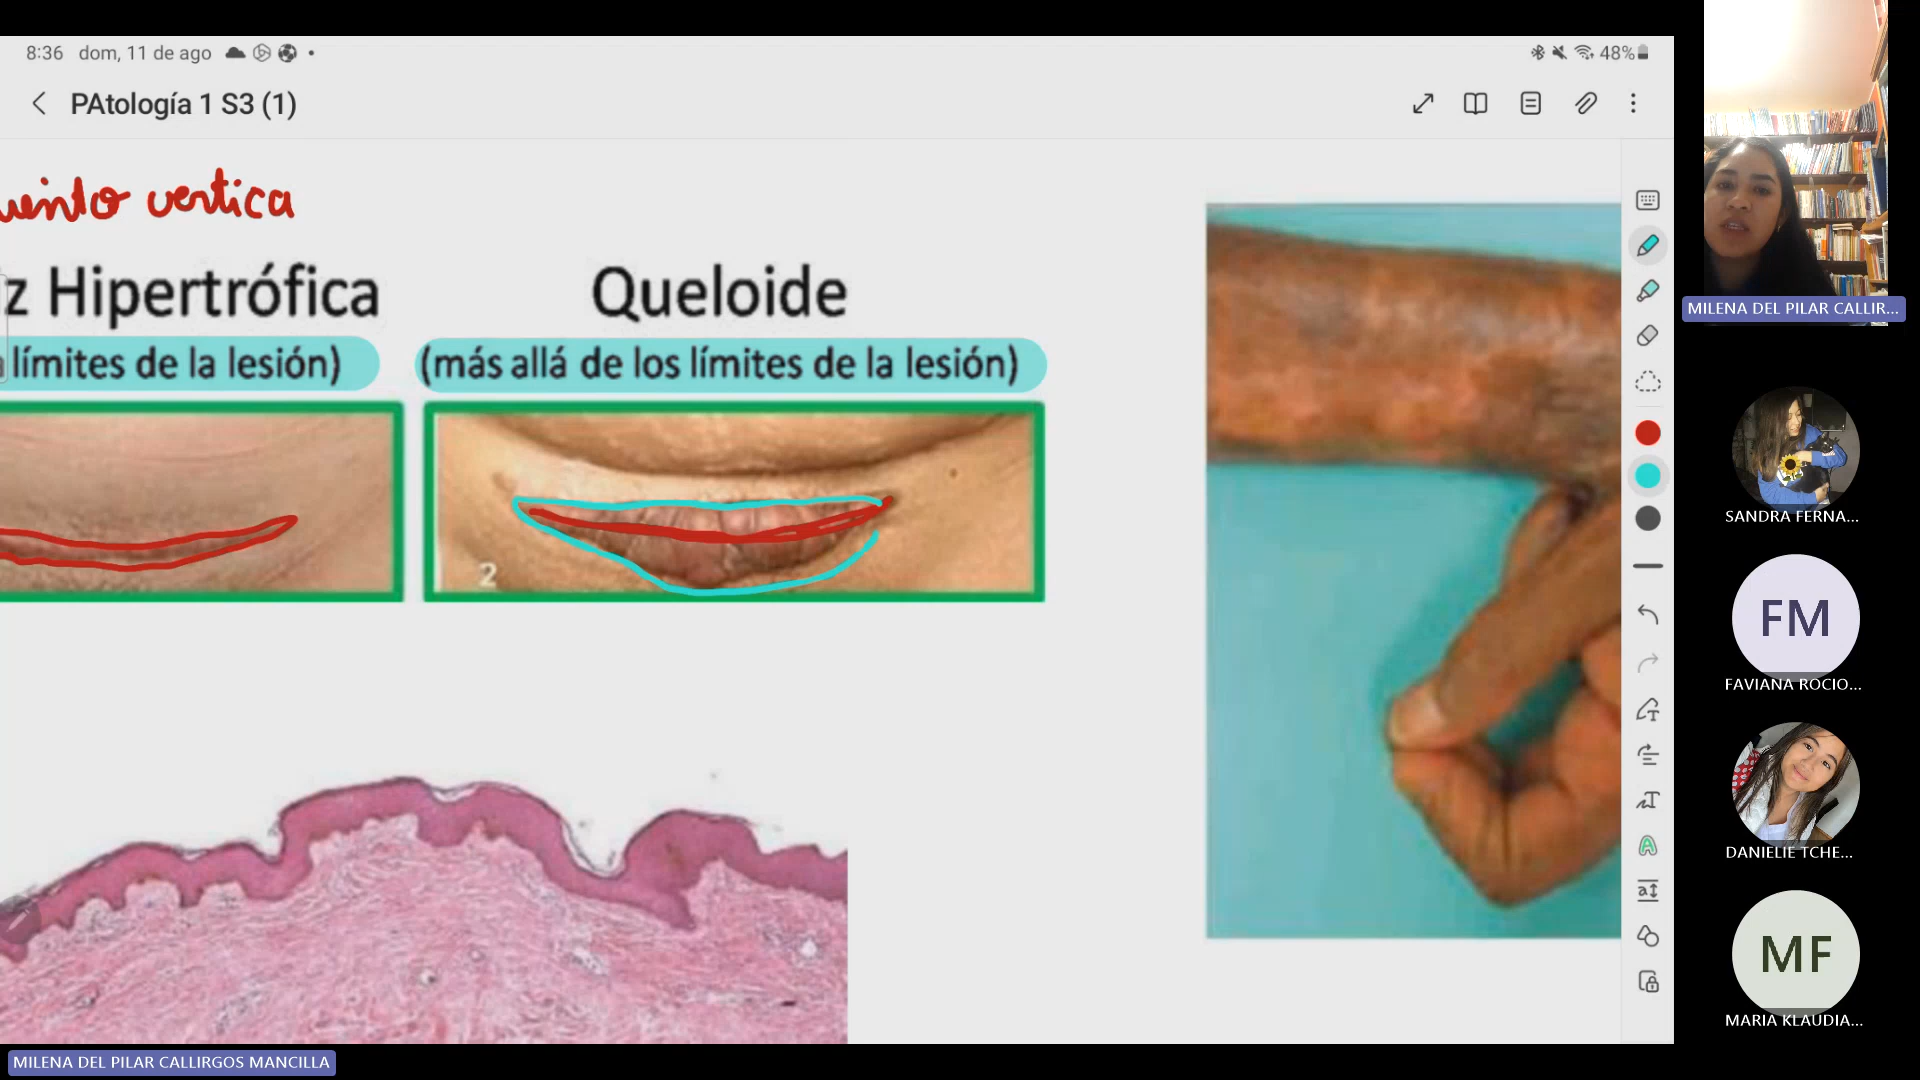 8:36 dom, 11 de ago
48%
PAtología 1 S3 (1)
vertica
z Hipertrófica
Queloide
límites de la lesión)
(más allá de los límites de la lesión)
2
MILENA DEL PILAR CALLIR...
SANDRA FERNA...
FM
FAVIANA ROCIO...
DANIELIE TCHE...
MF
MARIA KLAUDIA...
MILENA DEL PILAR CALLIRGOS MANCILLA